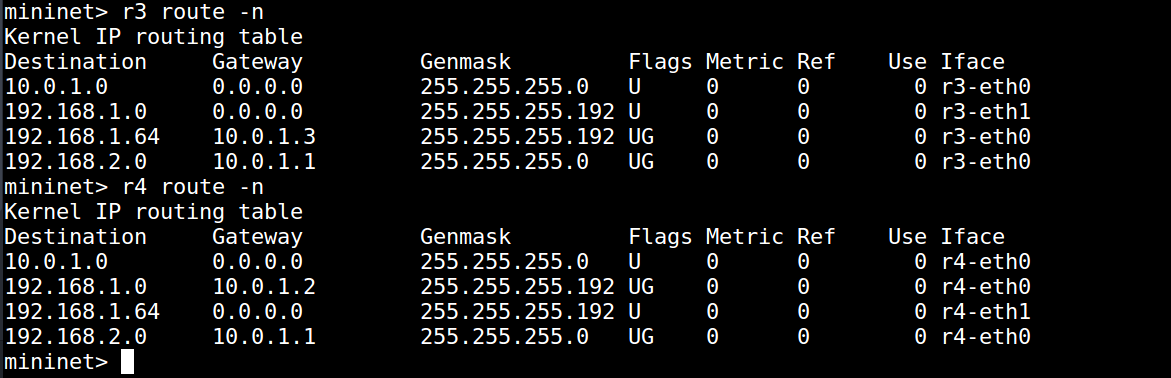 mininet> r3 route -n
Kernel IP routing table
Destination     Gateway         Genmask         Flags Metric Ref    Use Iface
10.0.1.0        0.0.0.0         255.255.255.0   U     0      0        0 r3-eth0
192.168.1.0     0.0.0.0         255.255.255.192 U     0      0        0 r3-eth1
192.168.1.64    10.0.1.3        255.255.255.192 UG    0      0        0 r3-eth0
192.168.2.0     10.0.1.1        255.255.255.0   UG    0      0        0 r3-eth0
mininet> r4 route -n
Kernel IP routing table
Destination     Gateway         Genmask         Flags Metric Ref    Use Iface
10.0.1.0        0.0.0.0         255.255.255.0   U     0      0        0 r4-eth0
192.168.1.0     10.0.1.2        255.255.255.192 UG    0      0        0 r4-eth0
192.168.1.64    0.0.0.0         255.255.255.192 U     0      0        0 r4-eth1
192.168.2.0     10.0.1.1        255.255.255.0   UG    0      0        0 r4-eth0
mininet>